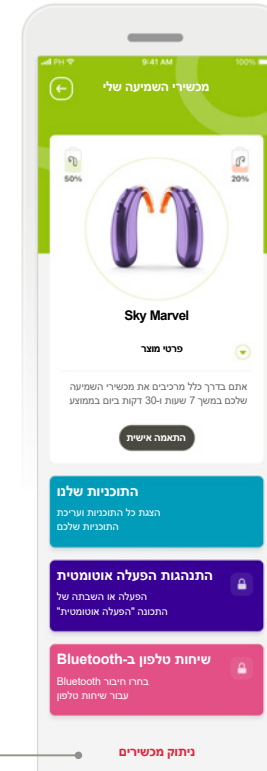 PH
9:41 AM
100%
מכשירי השמיעה שלי
50%
20%
Sky Marvel
פרטי מוצר
אתם בדרך כלל מרכיבים את מכשירי השמיעה
שלכם במשך 7 שעות ו-30 דקות ביום בממוצע
התאמה אישית
התוכניות שלנו
הצגת כל התוכניות ועריכת
התוכניות שלכם
התנהגות הפעלה אוטומטית
הפעלה או השבתה של
התכונה "הפעלה אוטומטית"
שיחות טלפון ב-Bluetooth
בחרו חיבור Bluetooth
עבור שיחות טלפון
ניתוק מכשירים